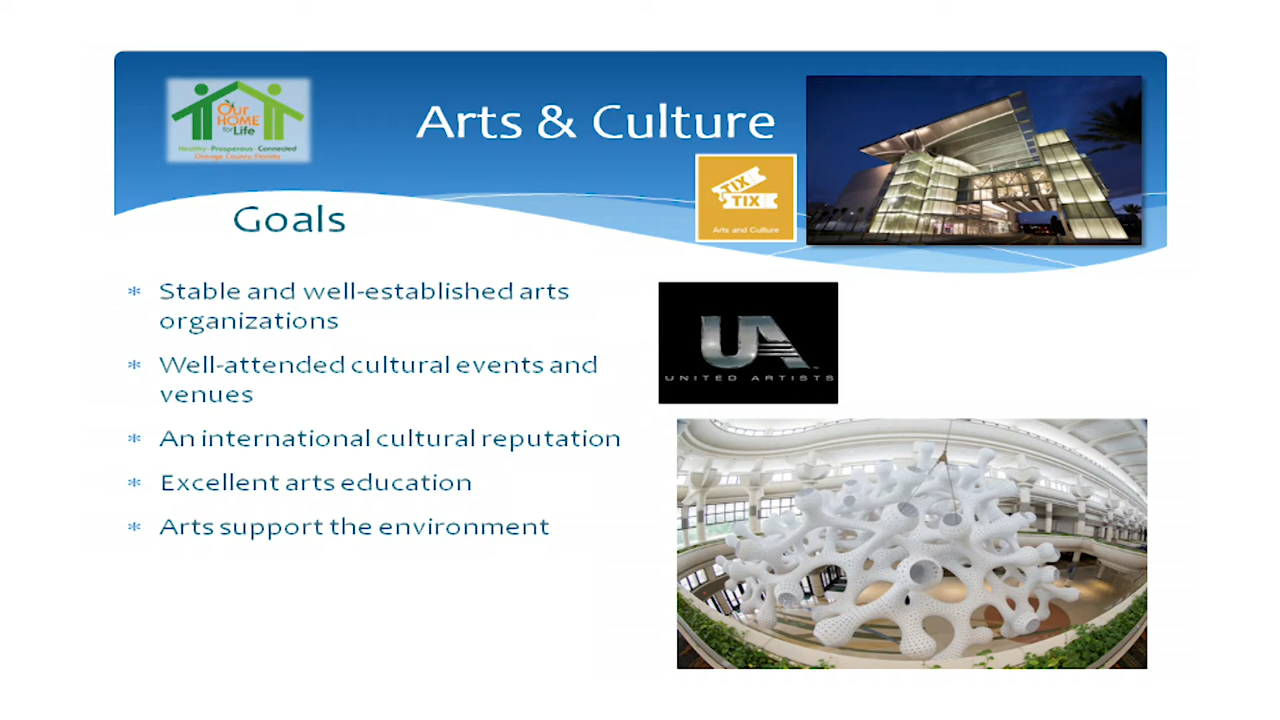 Our
HOME
for Life
Healthy · Prosperous · Connected
Orange County, Florida
Arts & Culture
TIX
TIX
Arts and Culture
Goals
* Stable and well-established arts
organizations
* Well-attended cultural events and
venues
* An international cultural reputation
* Excellent arts education
* Arts support the environment
UA
UNITED ARTISTS